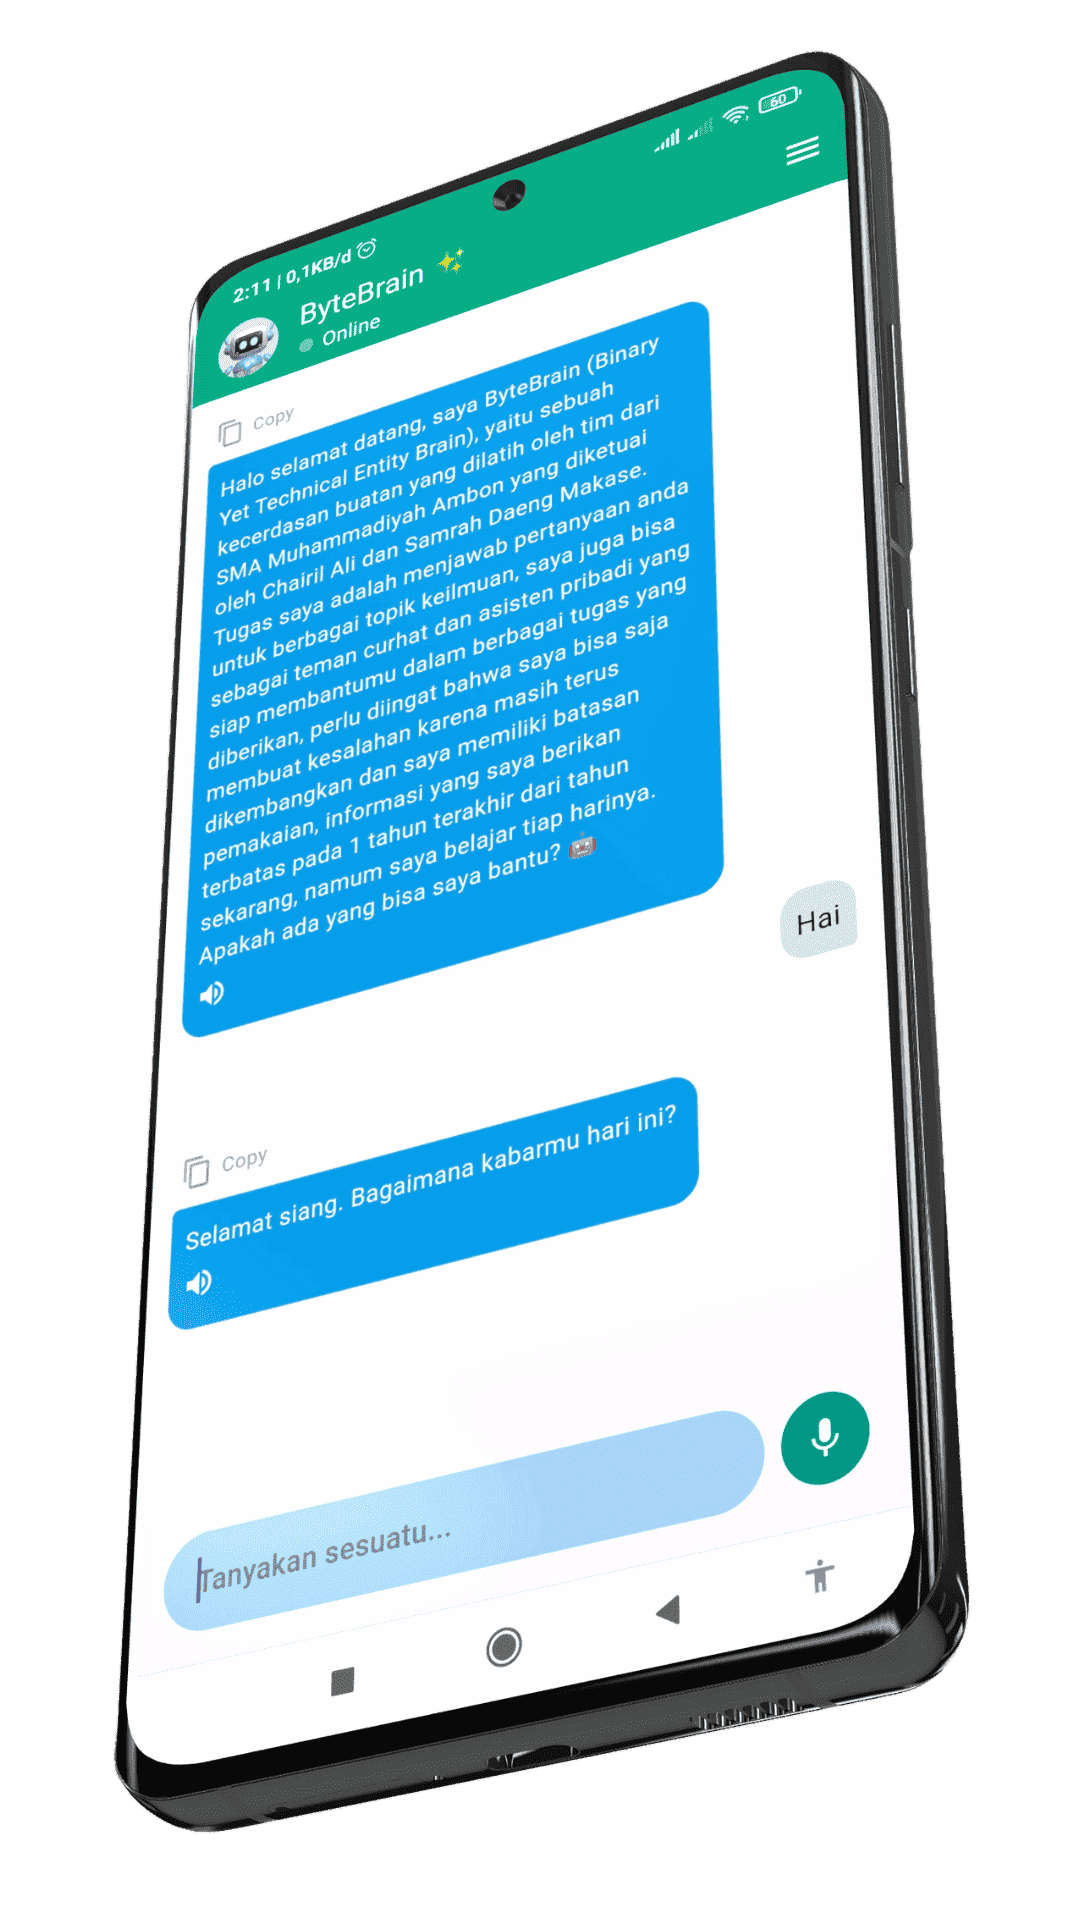 2:11 | 0,1KB/d
60
ByteBrain
Online
Copy
Halo selamat datang, saya ByteBrain (Binary
Yet Technical Entity Brain), yaitu sebuah
kecerdasan buatan yang dilatih oleh tim dari
SMA Muhammadiyah Ambon yang diketuai
oleh Chairil Ali dan Samrah Daeng Makase.
Tugas saya adalah menjawab pertanyaan anda
untuk berbagai topik keilmuan, saya juga bisa
sebagai teman curhat dan asisten pribadi yang
siap membantumu dalam berbagai tugas yang
diberikan, perlu diingat bahwa saya bisa saja
membuat kesalahan karena masih terus
dikembangkan dan saya memiliki batasan
pemakaian, informasi yang saya berikan
terbatas pada 1 tahun terakhir dari tahun
sekarang, namum saya belajar tiap harinya.
Apakah ada yang bisa saya bantu? 🤖
Hai
Copy
Selamat siang. Bagaimana kabarmu hari ini?
Tanyakan sesuatu...